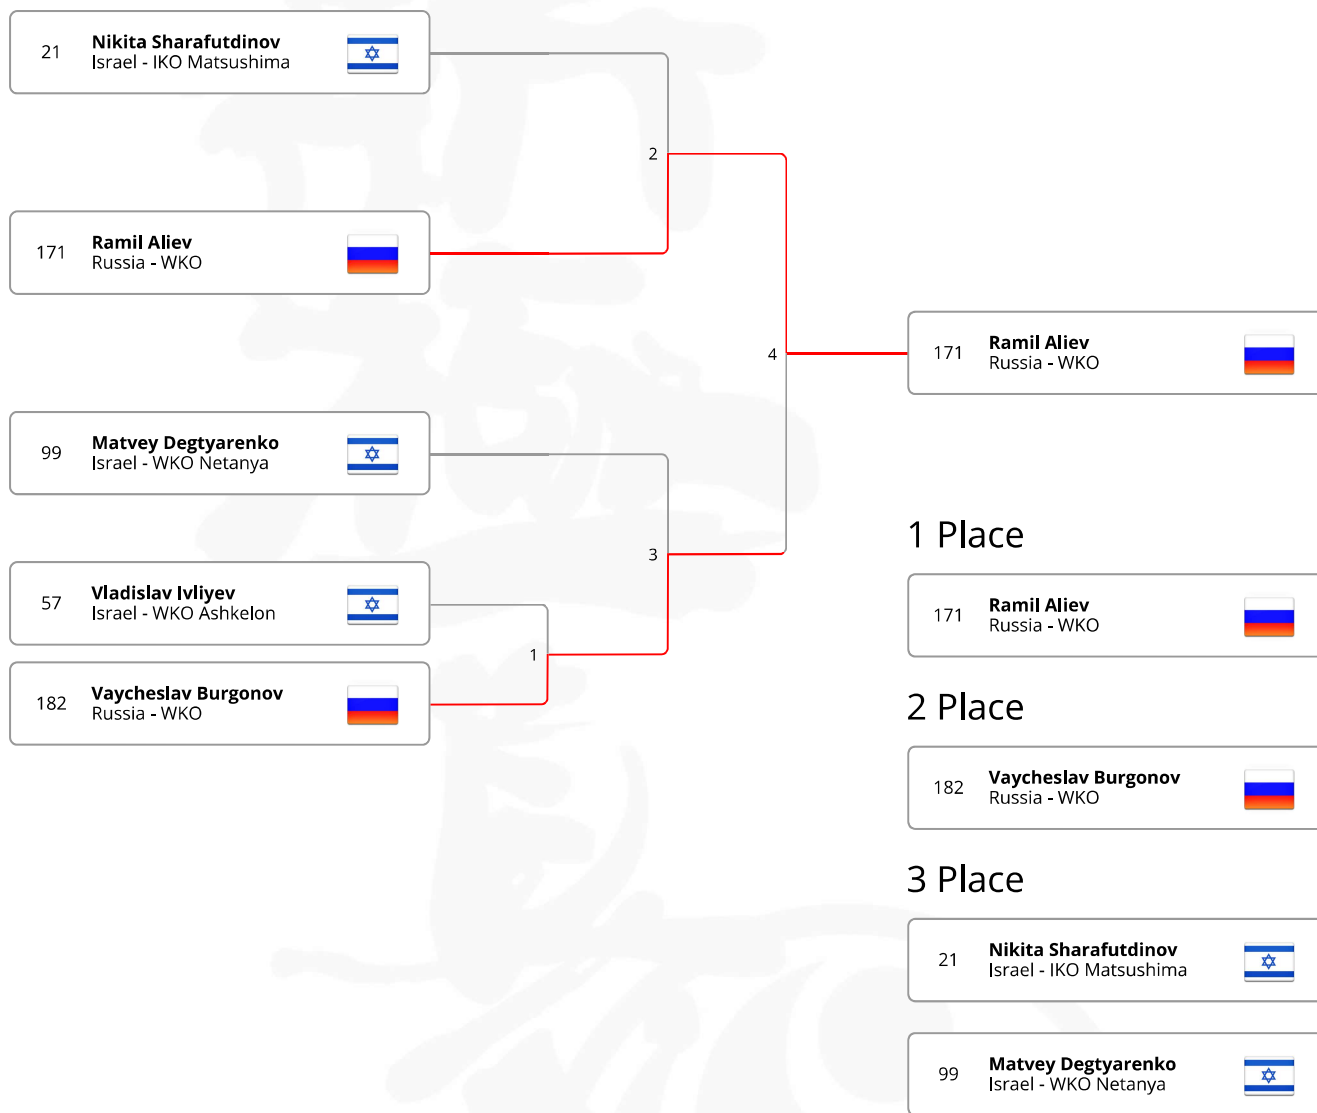 21
Nikita Sharafutdinov
Israel - IKO Matsushima
2
171
Ramil Aliev
Russia - WKO
4
171
Ramil Aliev
Russia - WKO
99
Matvey Degtyarenko
Israel - WKO Netanya
3
57
Vladislav Ivliyev
Israel - WKO Ashkelon
1
182
Vaycheslav Burgonov
Russia - WKO
1 Place
171
Ramil Aliev
Russia - WKO
2 Place
182
Vaycheslav Burgonov
Russia - WKO
3 Place
21
Nikita Sharafutdinov
Israel - IKO Matsushima
99
Matvey Degtyarenko
Israel - WKO Netanya